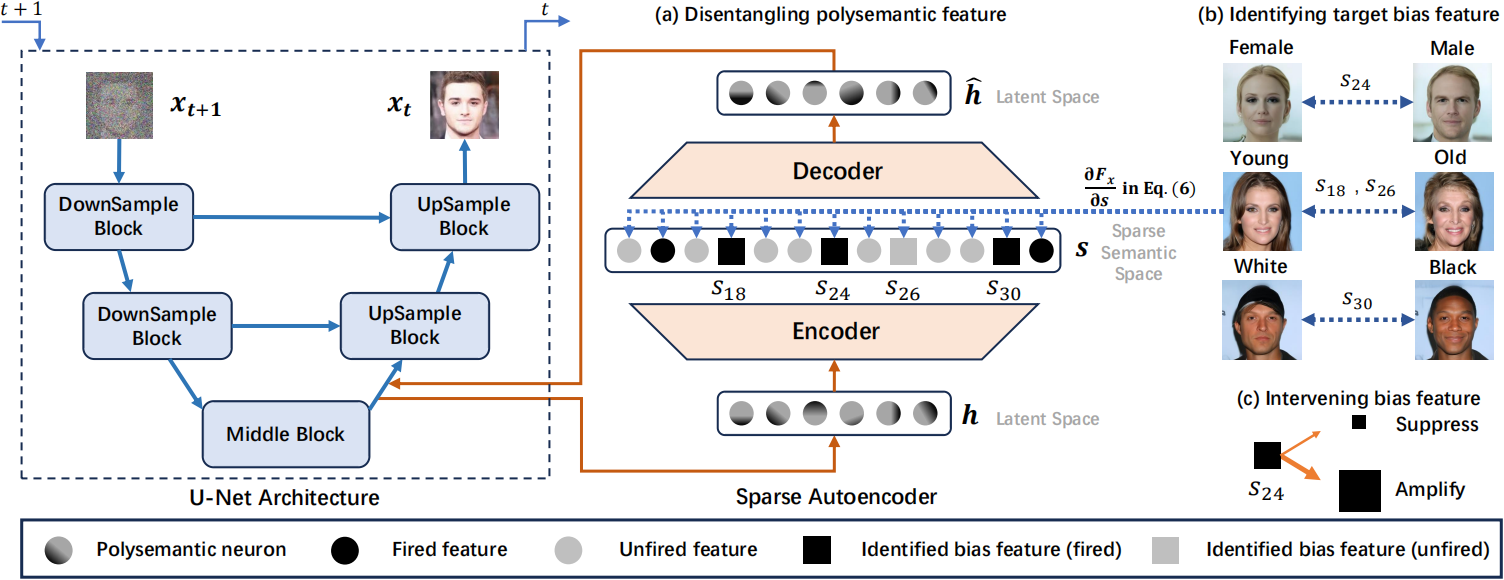 t + 1
t
x_{t+1}
x_t
DownSample
Block
UpSample
Block
DownSample
Block
UpSample
Block
Middle Block
U-Net Architecture
(a) Disentangling polysemantic feature
ĥ Latent Space
Decoder
∂F_x/∂s in Eq. (6)
s Sparse
Semantic
Space
s_{18} s_{24} s_{26} s_{30}
Encoder
h Latent Space
Sparse Autoencoder
(b) Identifying target bias feature
Female Male
s_{24}
Young Old
s_{18} , s_{26}
White Black
s_{30}
(c) Intervening bias feature
Suppress
s_{24}
Amplify
Polysemantic neuron Fired feature Unfired feature Identified bias feature (fired) Identified bias feature (unfired)